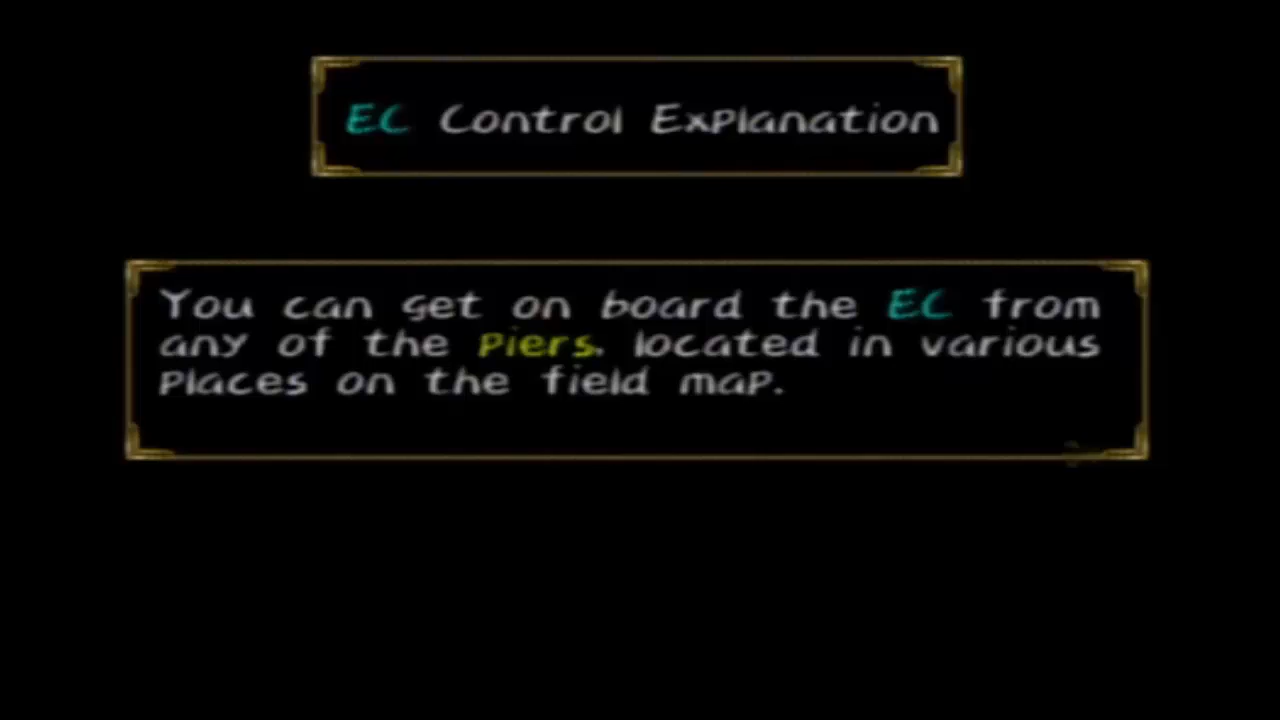 EC Control Explanation
You can get on board the EC from
any of the Piers, located in various
places on the field map.